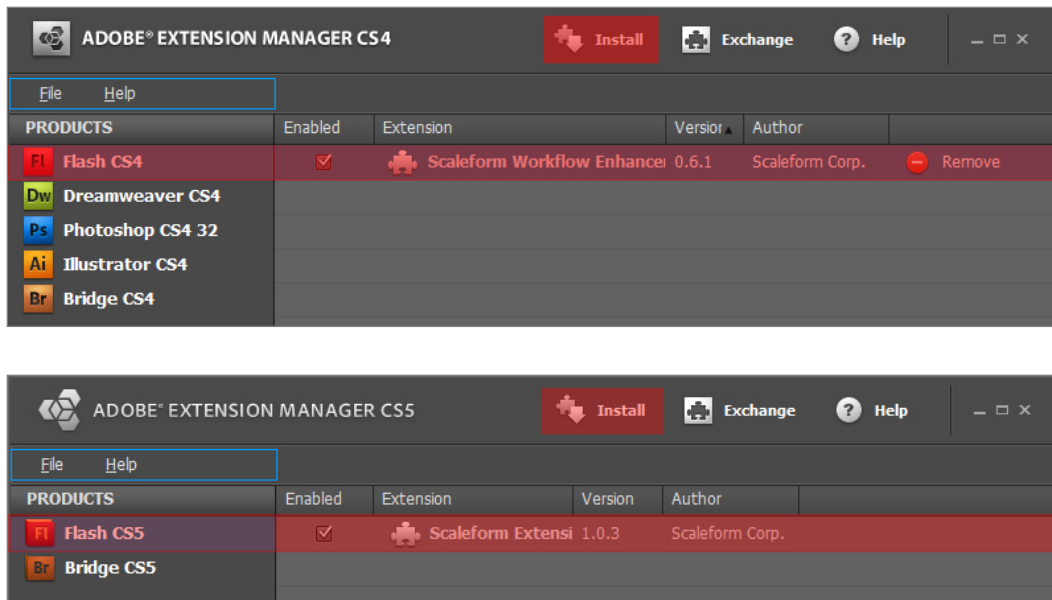 ADOBE® EXTENSION MANAGER CS4 Install Exchange ? Help
File Help
PRODUCTS Enabled Extension Version Author
Fl Flash CS4 Scaleform Workflow Enhancer 0.6.1 Scaleform Corp. Remove
Dw Dreamweaver CS4
Ps Photoshop CS4 32
Ai Illustrator CS4
Br Bridge CS4
ADOBE® EXTENSION MANAGER CS5 Install Exchange ? Help
File Help
PRODUCTS Enabled Extension Version Author
Fl Flash CS5 Scaleform Extensi 1.0.3 Scaleform Corp.
Br Bridge CS5